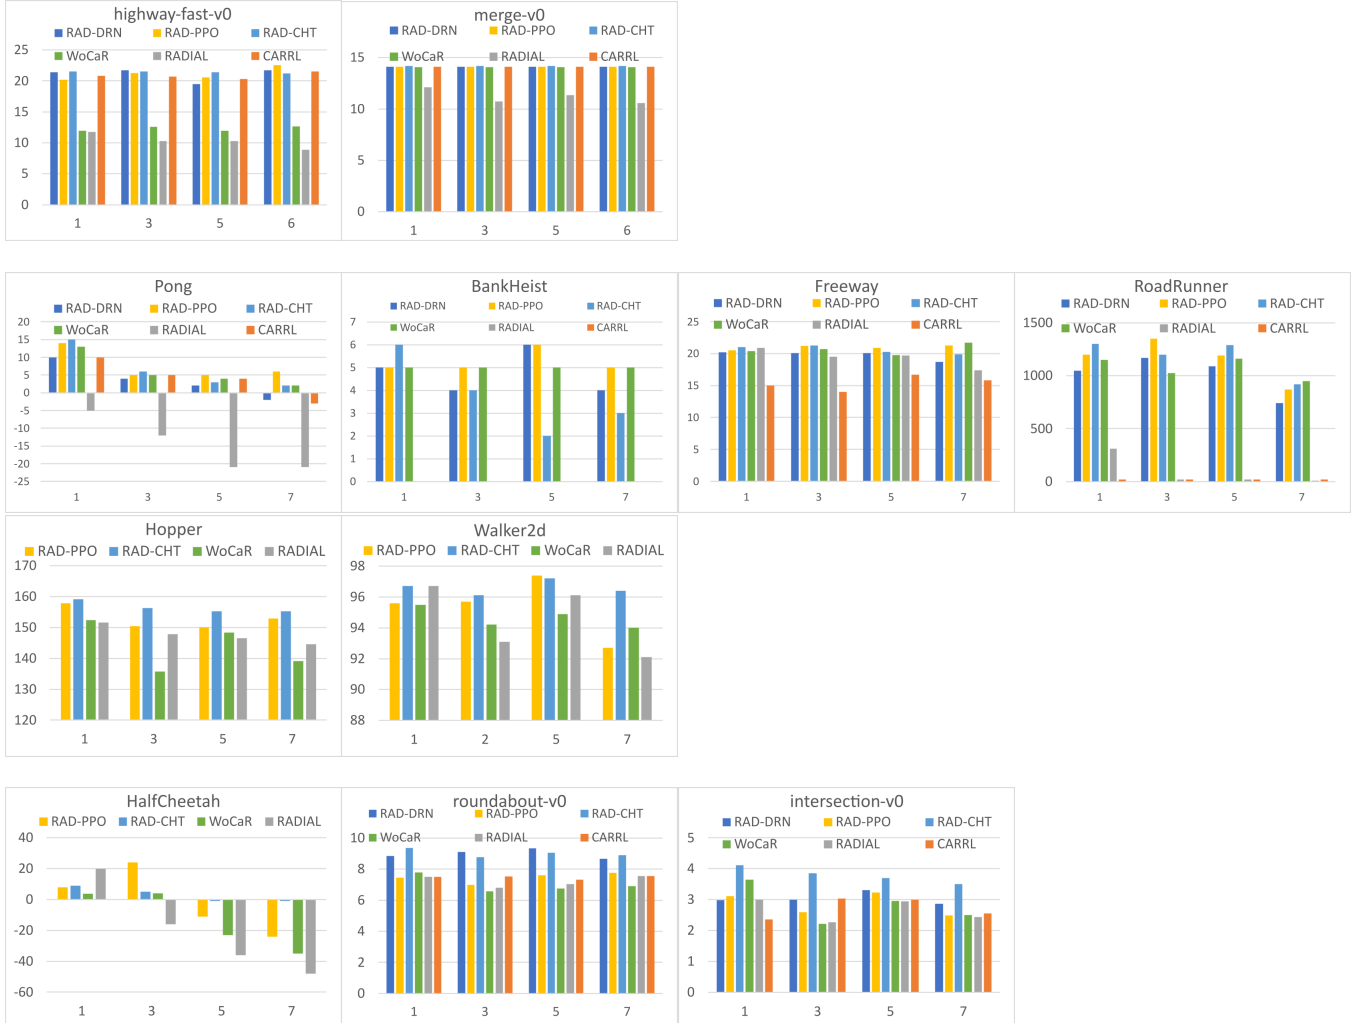 highway-fast-v0
RAD-DRN RAD-PPO RAD-CHT
WoCaR RADIAL CARRL
25
20
15
10
5
0
1 3 5 6
merge-v0
RAD-DRN RAD-PPO RAD-CHT
WoCaR RADIAL CARRL
15
10
5
0
1 3 5 6
Pong
RAD-DRN RAD-PPO RAD-CHT
WoCaR RADIAL CARRL
20
15
10
5
0
-5
-10
-15
-20
-25
1 3 5 7
BankHeist
RAD-DRN RAD-PPO RAD-CHT
WoCaR RADIAL CARRL
7
6
5
4
3
2
1
0
1 3 5 7
Freeway
RAD-DRN RAD-PPO RAD-CHT
WoCaR RADIAL CARRL
25
20
15
10
5
0
1 3 5 7
RoadRunner
RAD-DRN RAD-PPO RAD-CHT
WoCaR RADIAL CARRL
1500
1000
500
0
1 3 5 7
Hopper
RAD-PPO RAD-CHT WoCaR RADIAL
170
160
150
140
130
120
1 3 5 7
Walker2d
RAD-PPO RAD-CHT WoCaR RADIAL
98
96
94
92
90
88
1 2 5 7
HalfCheetah
RAD-PPO RAD-CHT WoCaR RADIAL
40
20
0
-20
-40
-60
1 3 5 7
roundabout-v0
RAD-DRN RAD-PPO RAD-CHT
WoCaR RADIAL CARRL
10
8
6
4
2
0
1 3 5 7
intersection-v0
RAD-DRN RAD-PPO RAD-CHT
WoCaR RADIAL CARRL
5
4
3
2
1
0
1 3 5 7